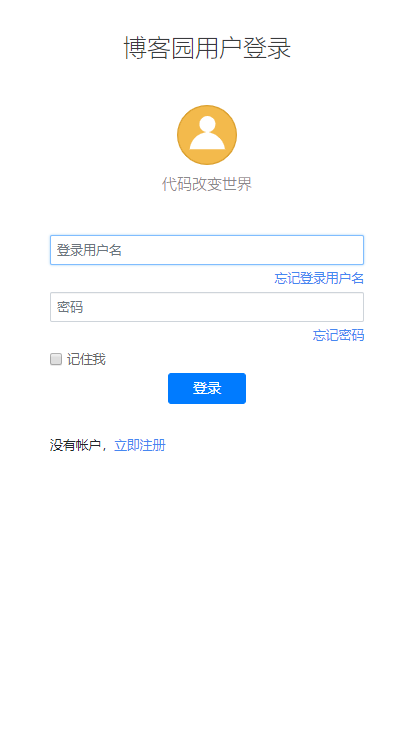 博客园用户登录
代码改变世界
登录用户名
忘记登录用户名
密码
忘记密码
记住我
登录
没有帐户，立即注册